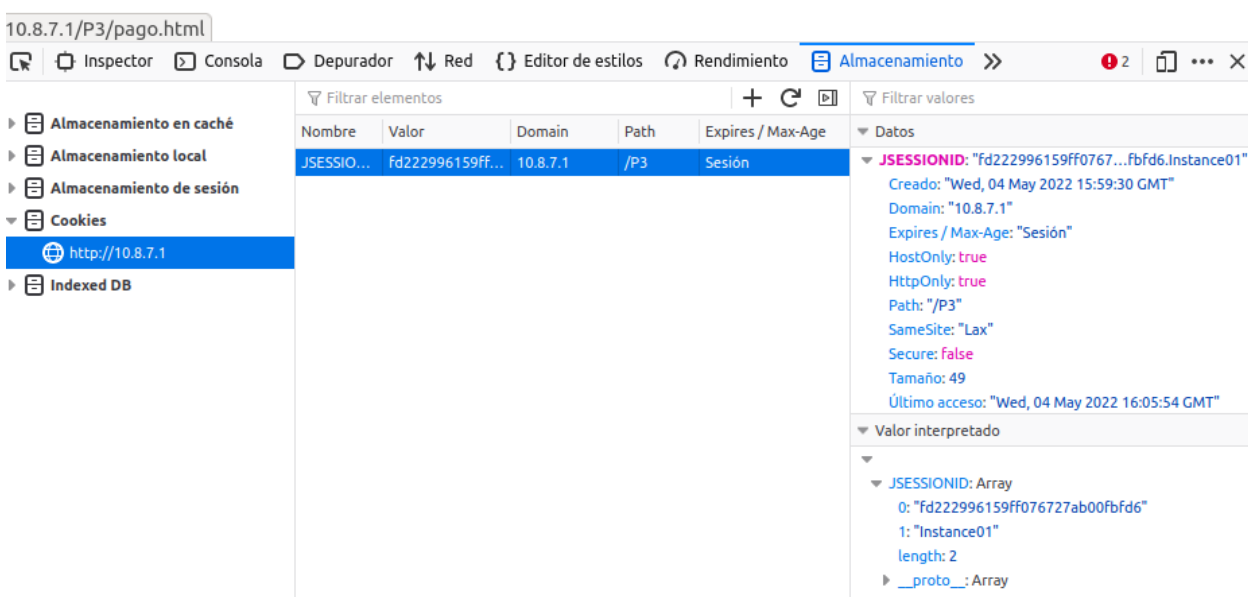 10.8.7.1/P3/pago.html
Inspector Consola Depurador Red Editor de estilos Rendimiento Almacenamiento 2
Almacenamiento en caché
Almacenamiento local
Almacenamiento de sesión
Cookies
http://10.8.7.1
Indexed DB
Filtrar elementos
Nombre Valor Domain Path Expires / Max-Age
JSESSIO... fd222996159ff... 10.8.7.1 /P3 Sesión
Filtrar valores
Datos
JSESSIONID: "fd222996159ff0767...fbfd6.Instance01"
Creado: "Wed, 04 May 2022 15:59:30 GMT"
Domain: "10.8.7.1"
Expires / Max-Age: "Sesión"
HostOnly: true
HttpOnly: true
Path: "/P3"
SameSite: "Lax"
Secure: false
Tamaño: 49
Último acceso: "Wed, 04 May 2022 16:05:54 GMT"
Valor interpretado
JSESSIONID: Array
0: "fd222996159ff076727ab00fbfd6"
1: "Instance01"
length: 2
__proto__: Array